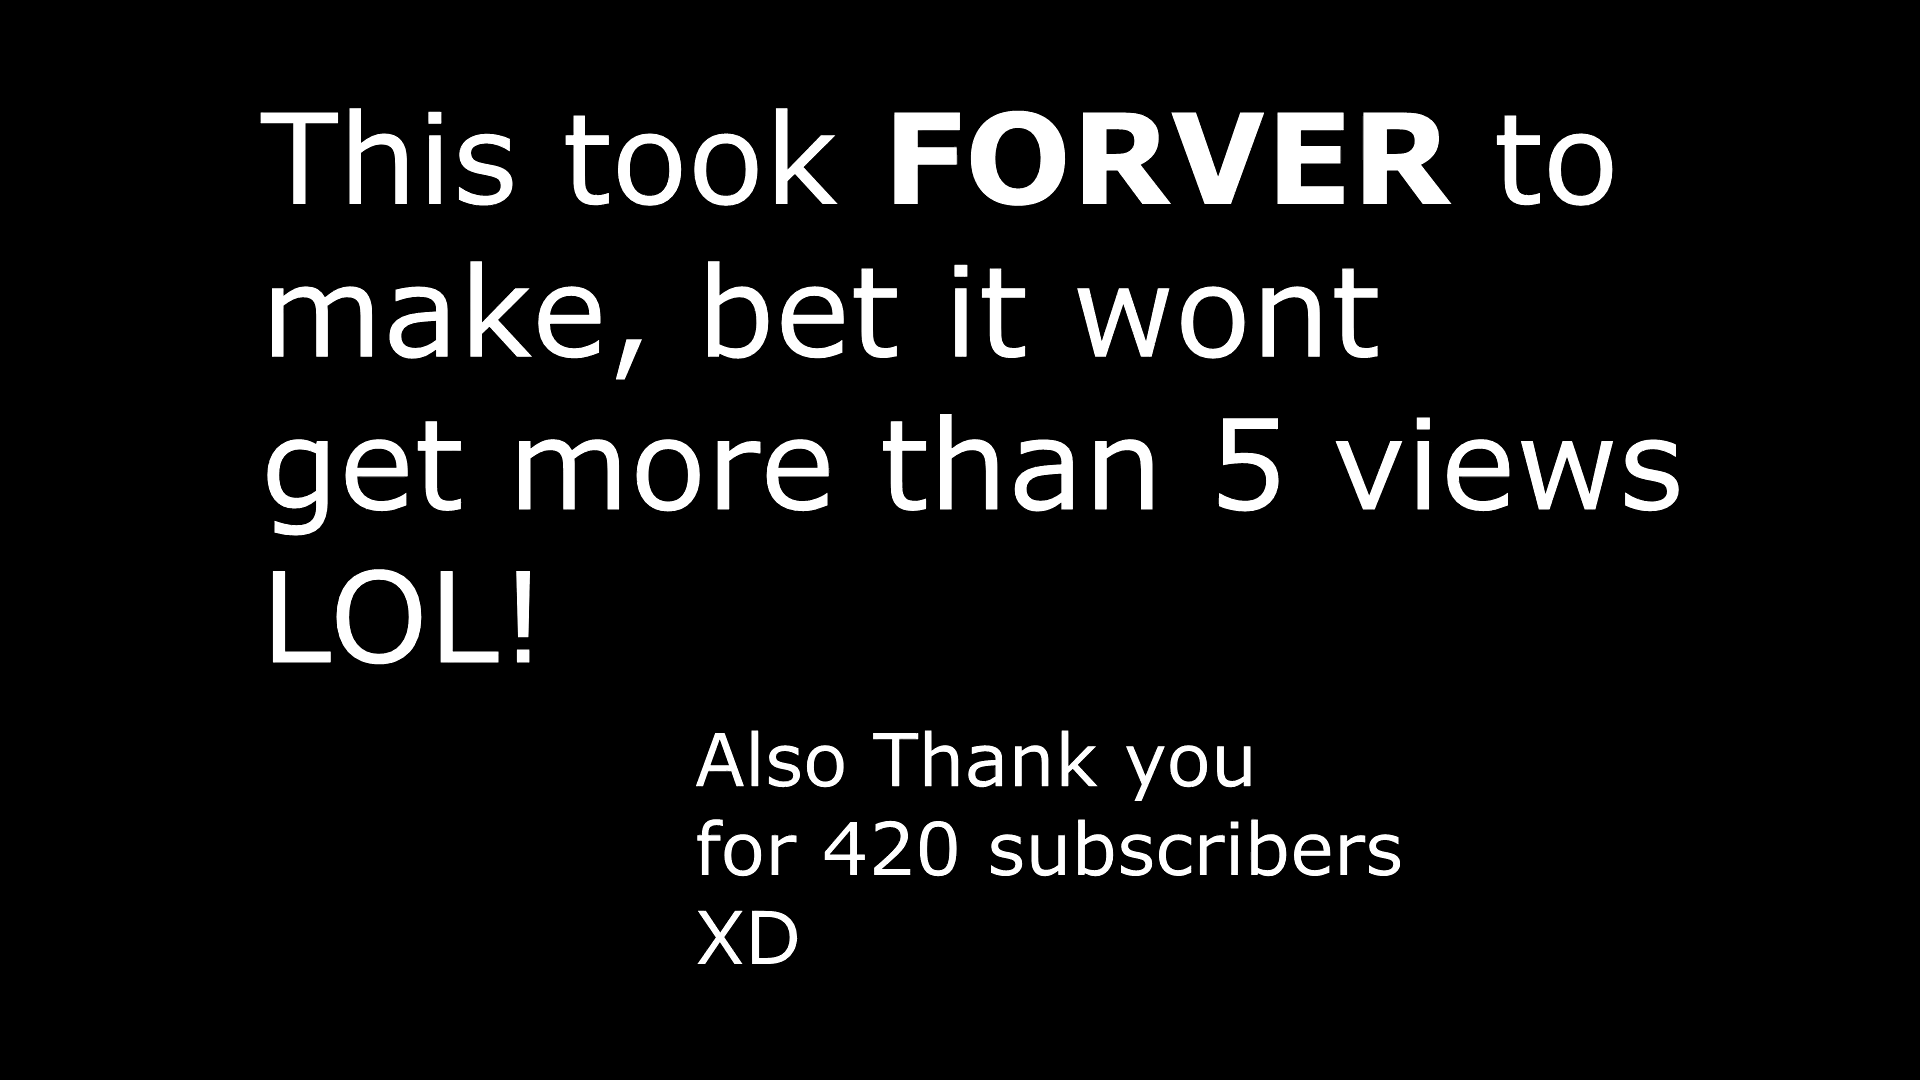 This took FORVER to
make, bet it wont
get more than 5 views
LOL!
Also Thank you
for 420 subscribers
XD